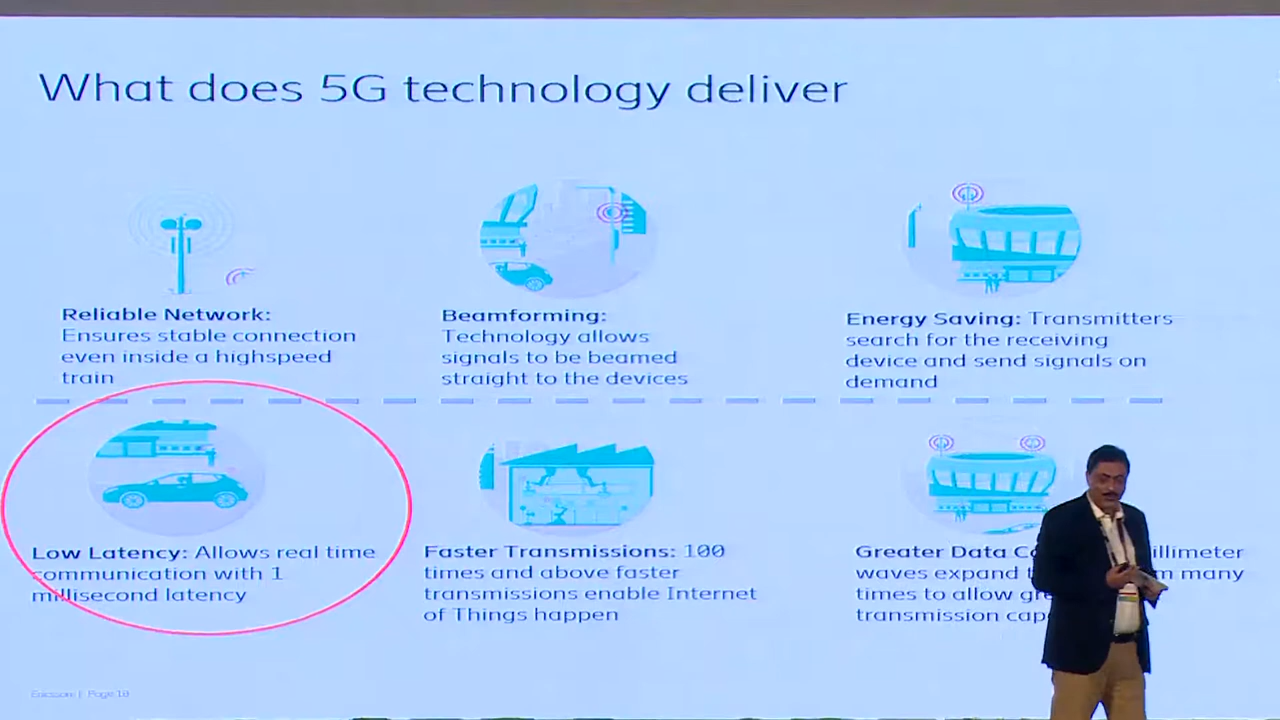 What does 5G technology deliver
Reliable Network:
Ensures stable connection
even inside a highspeed
train
Beamforming:
Technology allows
signals to be beamed
straight to the devices
Energy Saving: Transmitters
search for the receiving
device and send signals on
demand
Low Latency: Allows real time
communication with 1
millisecond latency
Faster Transmissions: 100
times and above faster
transmissions enable Internet
of Things happen
Greater Data
waves expand many
times to allow
transmission
Ericsson | Page 10